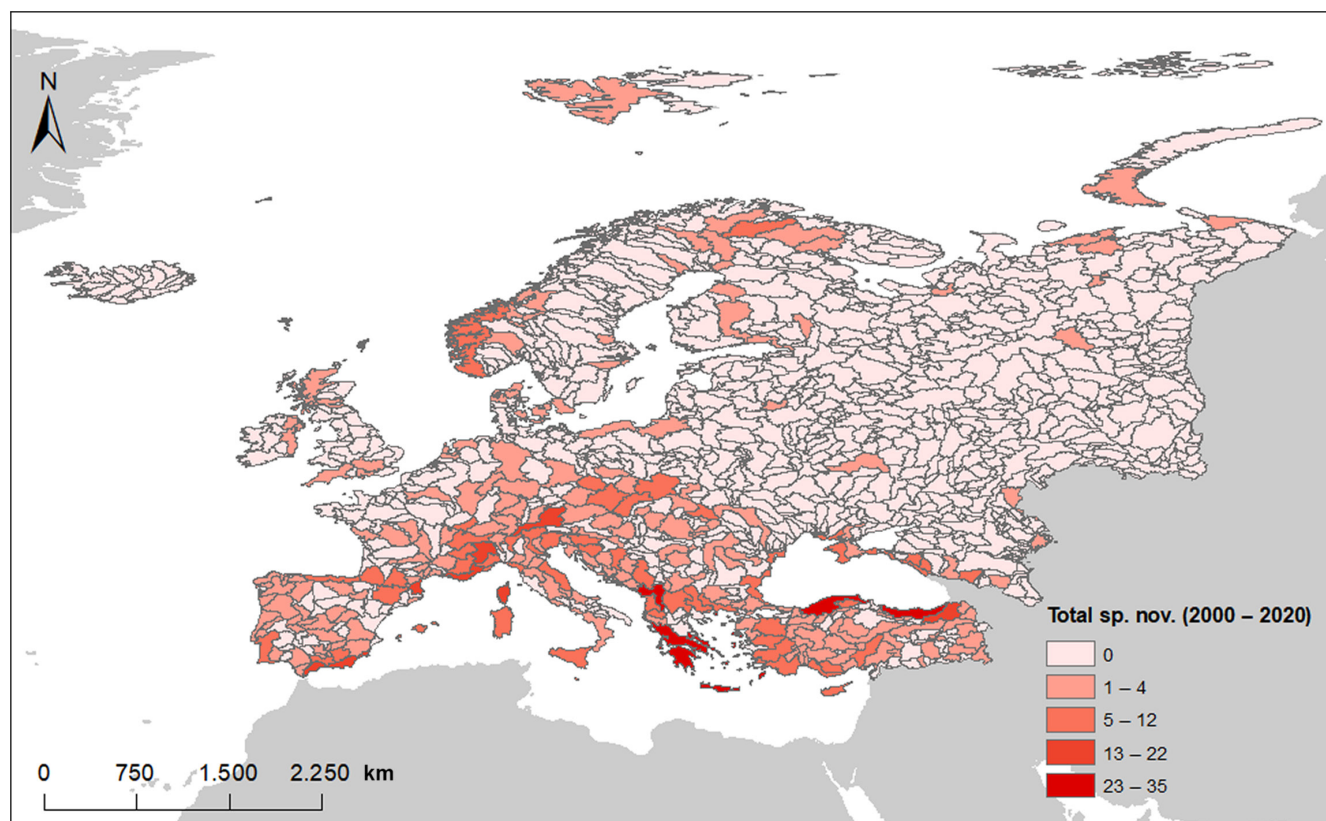 N
Total sp. nov. (2000 – 2020)
0
1 – 4
5 – 12
13 – 22
23 – 35
0 750 1.500 2.250 km